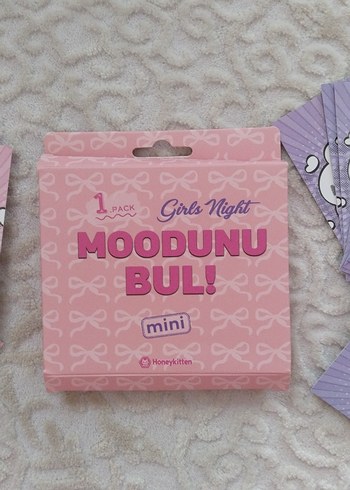 1 PACK
Girls Night
MOODUNU
BUL!
mini
Honeykitten